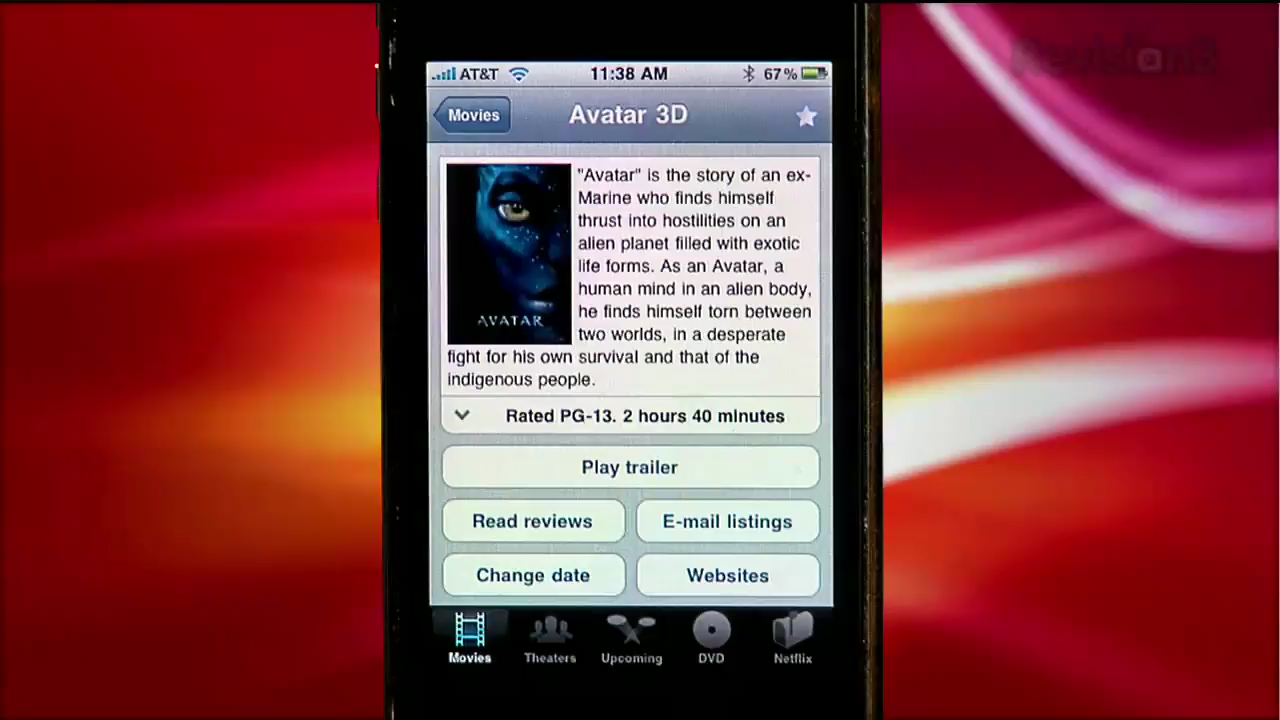 Revision3
AT&T
11:38 AM
67%
Movies
Avatar 3D
"Avatar" is the story of an ex-
Marine who finds himself
thrust into hostilities on an
alien planet filled with exotic
life forms. As an Avatar, a
human mind in an alien body,
he finds himself torn between
two worlds, in a desperate
fight for his own survival and that of the
indigenous people.
AVATAR
Rated PG-13. 2 hours 40 minutes
Play trailer
Read reviews
E-mail listings
Change date
Websites
Movies
Theaters
Upcoming
DVD
Netflix